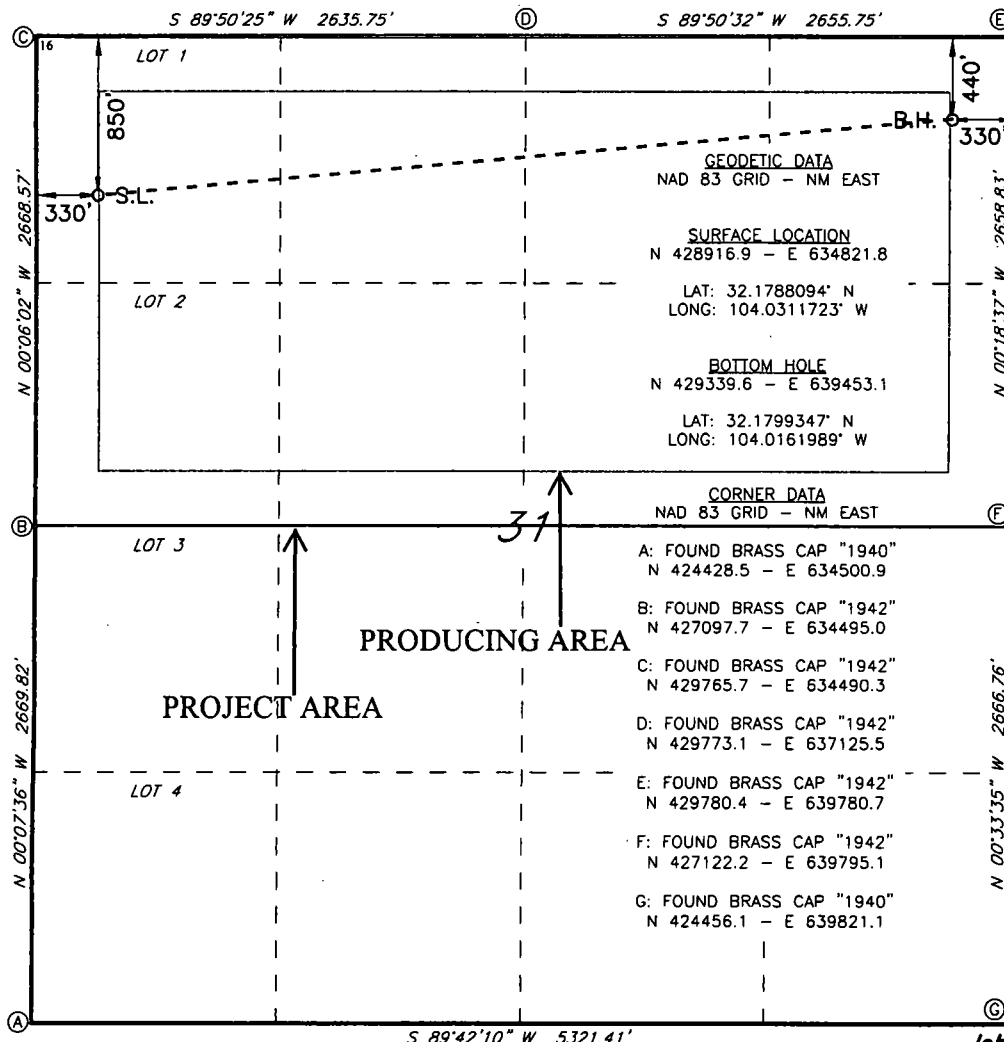 S 89°50'25" W 2635.75'
S 89°50'32" W 2655.75'
C
D
E
16
LOT 1
850'
440'
B.H.
330'
S.L.
330'
N 00°06'02" W 2668.57'
N 00°18'37" W 2658.83'
GEODETIC DATA
NAD 83 GRID - NM EAST
SURFACE LOCATION
N 428916.9 - E 634821.8
LAT: 32.1788094° N
LONG: 104.0311723° W
LOT 2
BOTTOM HOLE
N 429339.6 - E 639453.1
LAT: 32.1799347° N
LONG: 104.0161989° W
CORNER DATA
NAD 83 GRID - NM EAST
B
31
F
LOT 3
A: FOUND BRASS CAP "1940"
N 424428.5 - E 634500.9
B: FOUND BRASS CAP "1942"
N 427097.7 - E 634495.0
PRODUCING AREA
C: FOUND BRASS CAP "1942"
N 429765.7 - E 634490.3
PROJECT AREA
D: FOUND BRASS CAP "1942"
N 429773.1 - E 637125.5
N 00°07'36" W 2669.82'
N 00°33'35" W 2666.76'
LOT 4
E: FOUND BRASS CAP "1942"
N 429780.4 - E 639780.7
F: FOUND BRASS CAP "1942"
N 427122.2 - E 639795.1
G: FOUND BRASS CAP "1940"
N 424456.1 - E 639821.1
A
G
S 89°42'10" W 5321.41'